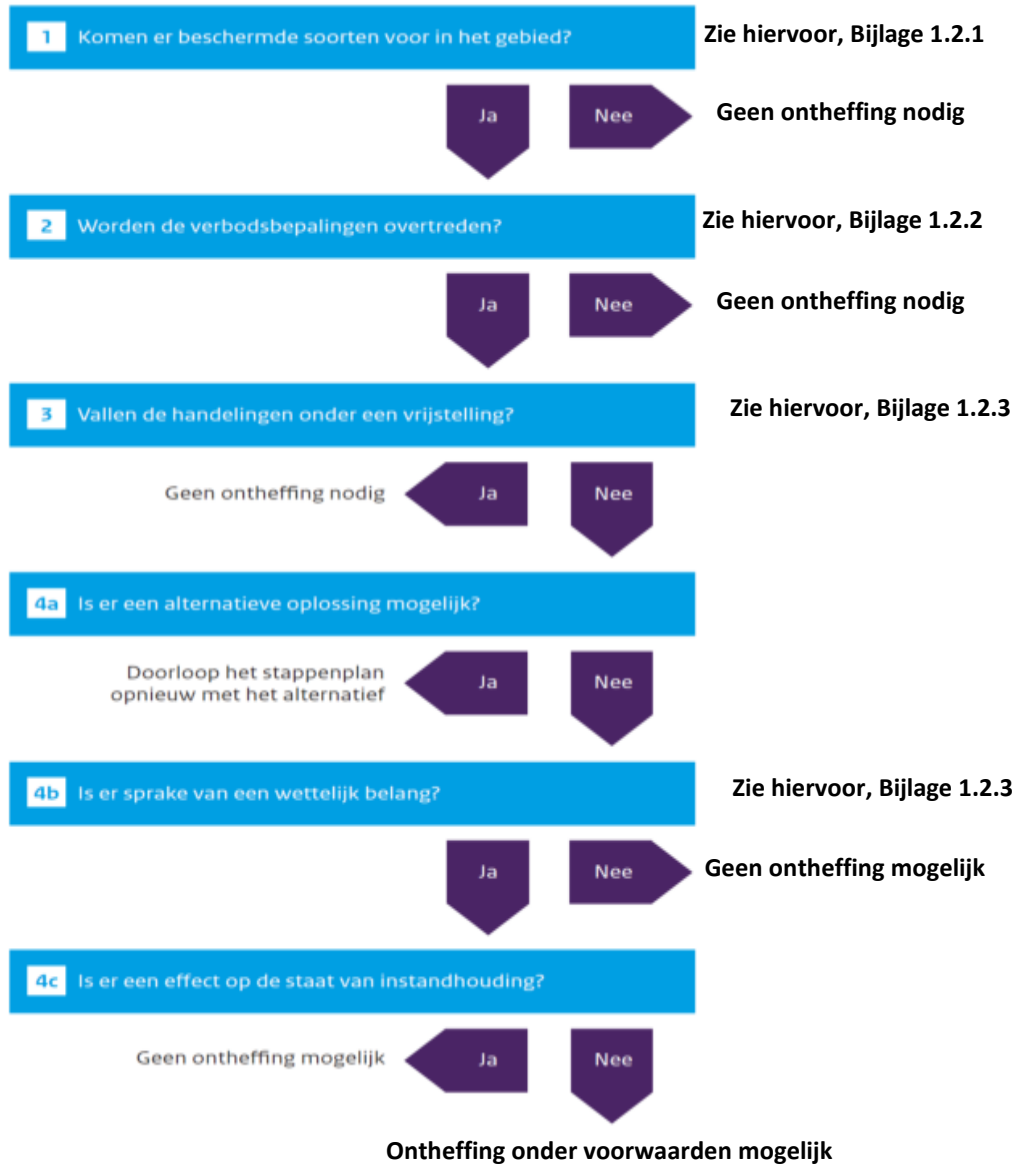 1 Komen er beschermde soorten voor in het gebied? Zie hiervoor, Bijlage 1.2.1
Ja Nee Geen ontheffing nodig
2 Worden de verbodsbepalingen overtreden? Zie hiervoor, Bijlage 1.2.2
Ja Nee Geen ontheffing nodig
3 Vallen de handelingen onder een vrijstelling? Zie hiervoor, Bijlage 1.2.3
Geen ontheffing nodig Ja Nee
4a Is er een alternatieve oplossing mogelijk?
Doorloop het stappenplan
opnieuw met het alternatief Ja Nee
4b Is er sprake van een wettelijk belang? Zie hiervoor, Bijlage 1.2.3
Ja Nee Geen ontheffing mogelijk
4c Is er een effect op de staat van instandhouding?
Geen ontheffing mogelijk Ja Nee
Ontheffing onder voorwaarden mogelijk